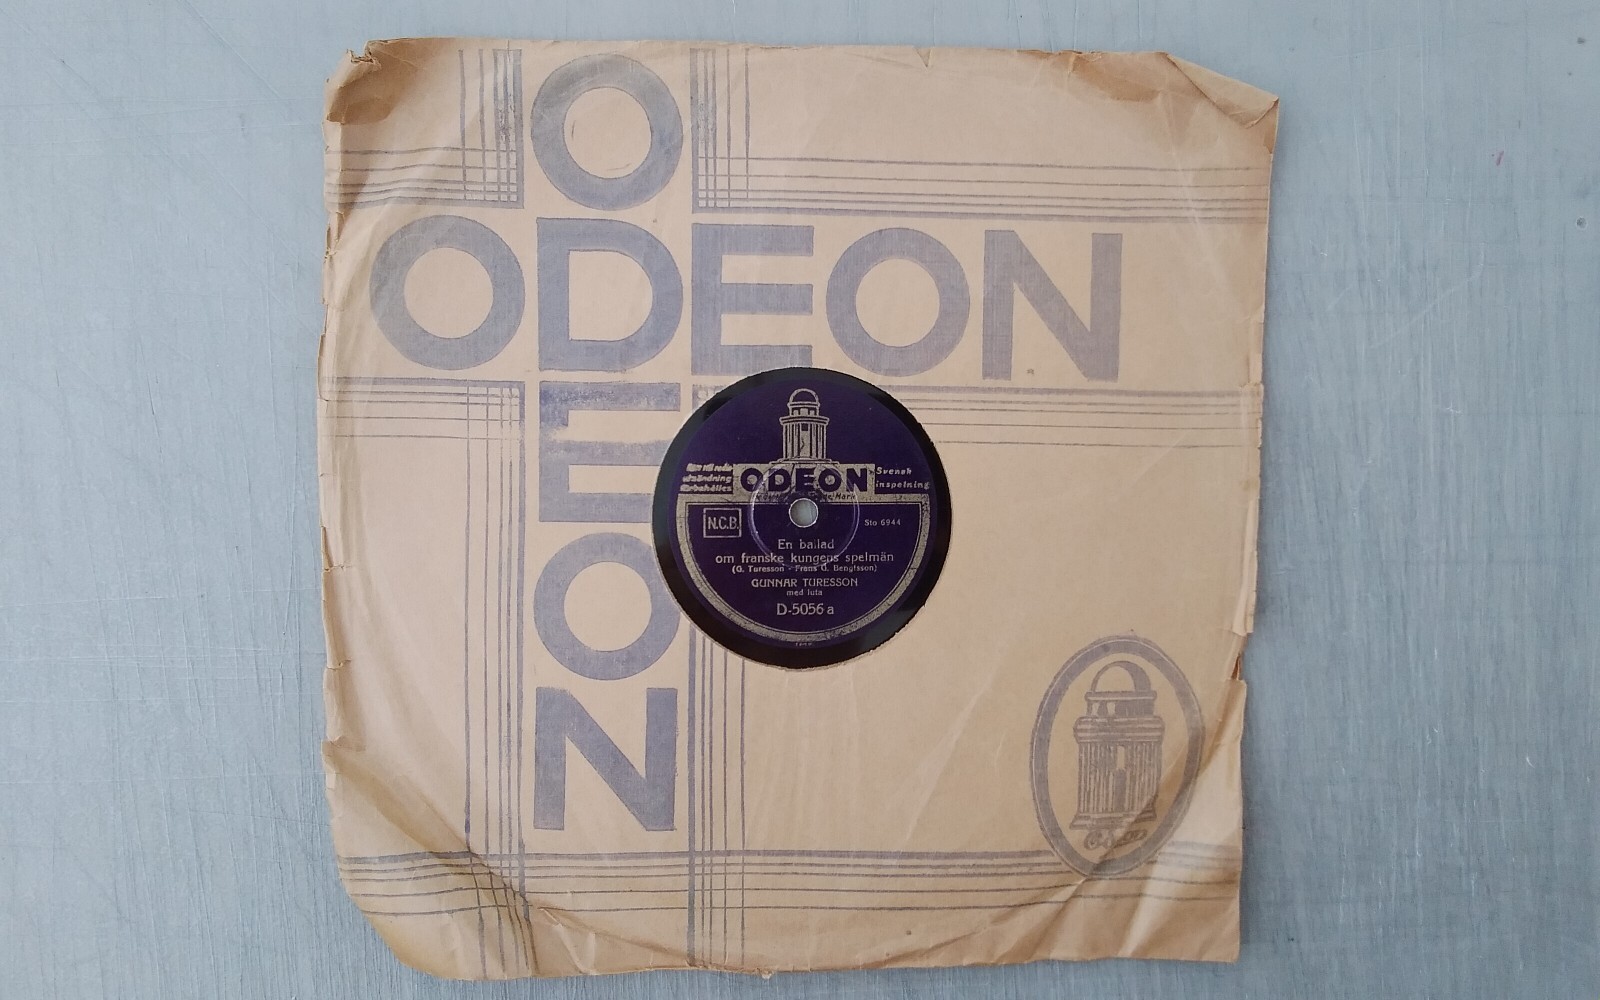 ODEON
ODEON
ODEON
Svensk
inspelning
N.C.B.
Sto 6944
En ballad
om franske kungens spelmän
(G. Turesson - Frans G. Bengtsson)
GUNNAR TURESSON
med luta
D-5056 a